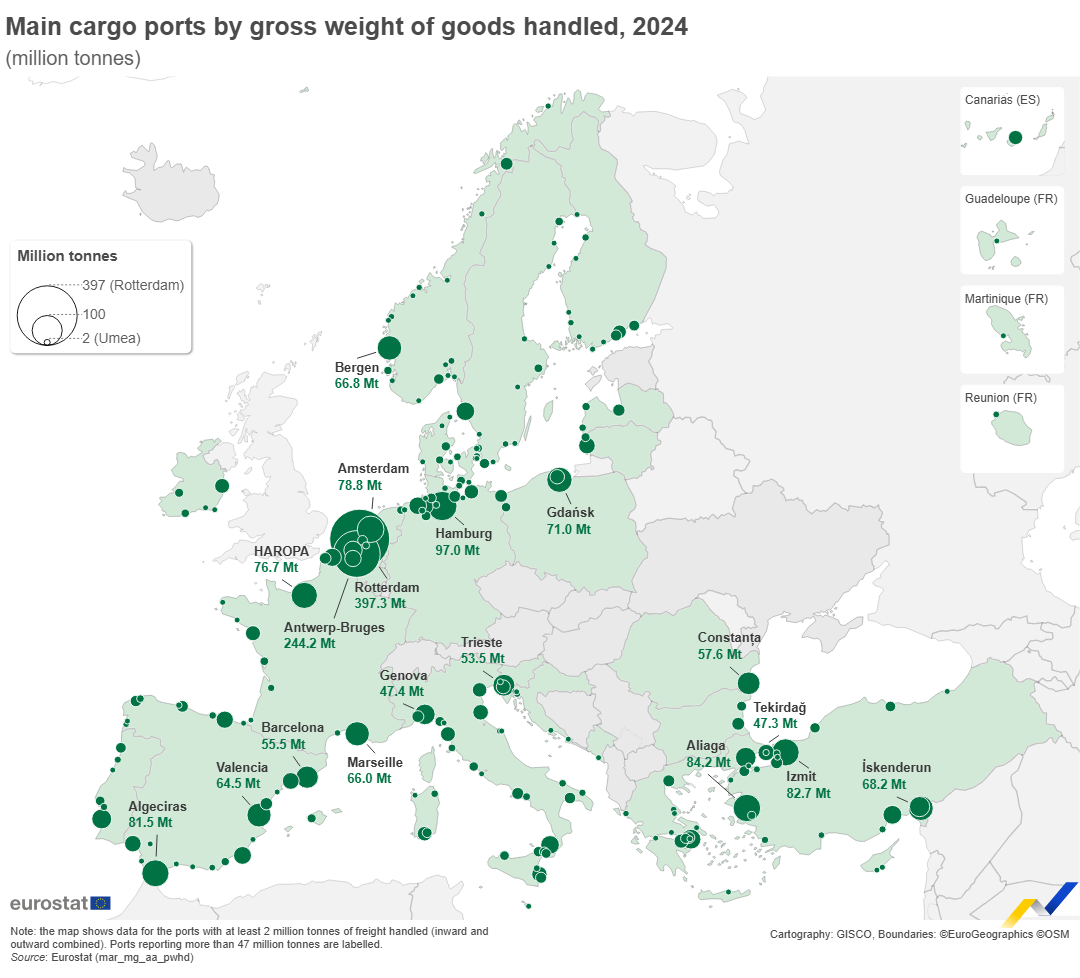 Main cargo ports by gross weight of goods handled, 2024
(million tonnes)
Canarias (ES)
Guadeloupe (FR)
Martinique (FR)
Reunion (FR)
Million tonnes
397 (Rotterdam)
100
2 (Umea)
Bergen
66.8 Mt
Amsterdam
78.8 Mt
Gdańsk
71.0 Mt
Hamburg
97.0 Mt
HAROPA
76.7 Mt
Rotterdam
397.3 Mt
Antwerp-Bruges
244.2 Mt
Trieste
53.5 Mt
Constanța
57.6 Mt
Genova
47.4 Mt
Tekirdağ
47.3 Mt
Barcelona
55.5 Mt
Marseille
66.0 Mt
Aliaga
84.2 Mt
Izmit
82.7 Mt
İskenderun
68.2 Mt
Valencia
64.5 Mt
Algeciras
81.5 Mt
eurostat
Note: the map shows data for the ports with at least 2 million tonnes of freight handled (inward and
outward combined). Ports reporting more than 47 million tonnes are labelled.
Source: Eurostat (mar_mg_aa_pwhd)
Cartography: GISCO, Boundaries: ©EuroGeographics ©OSM